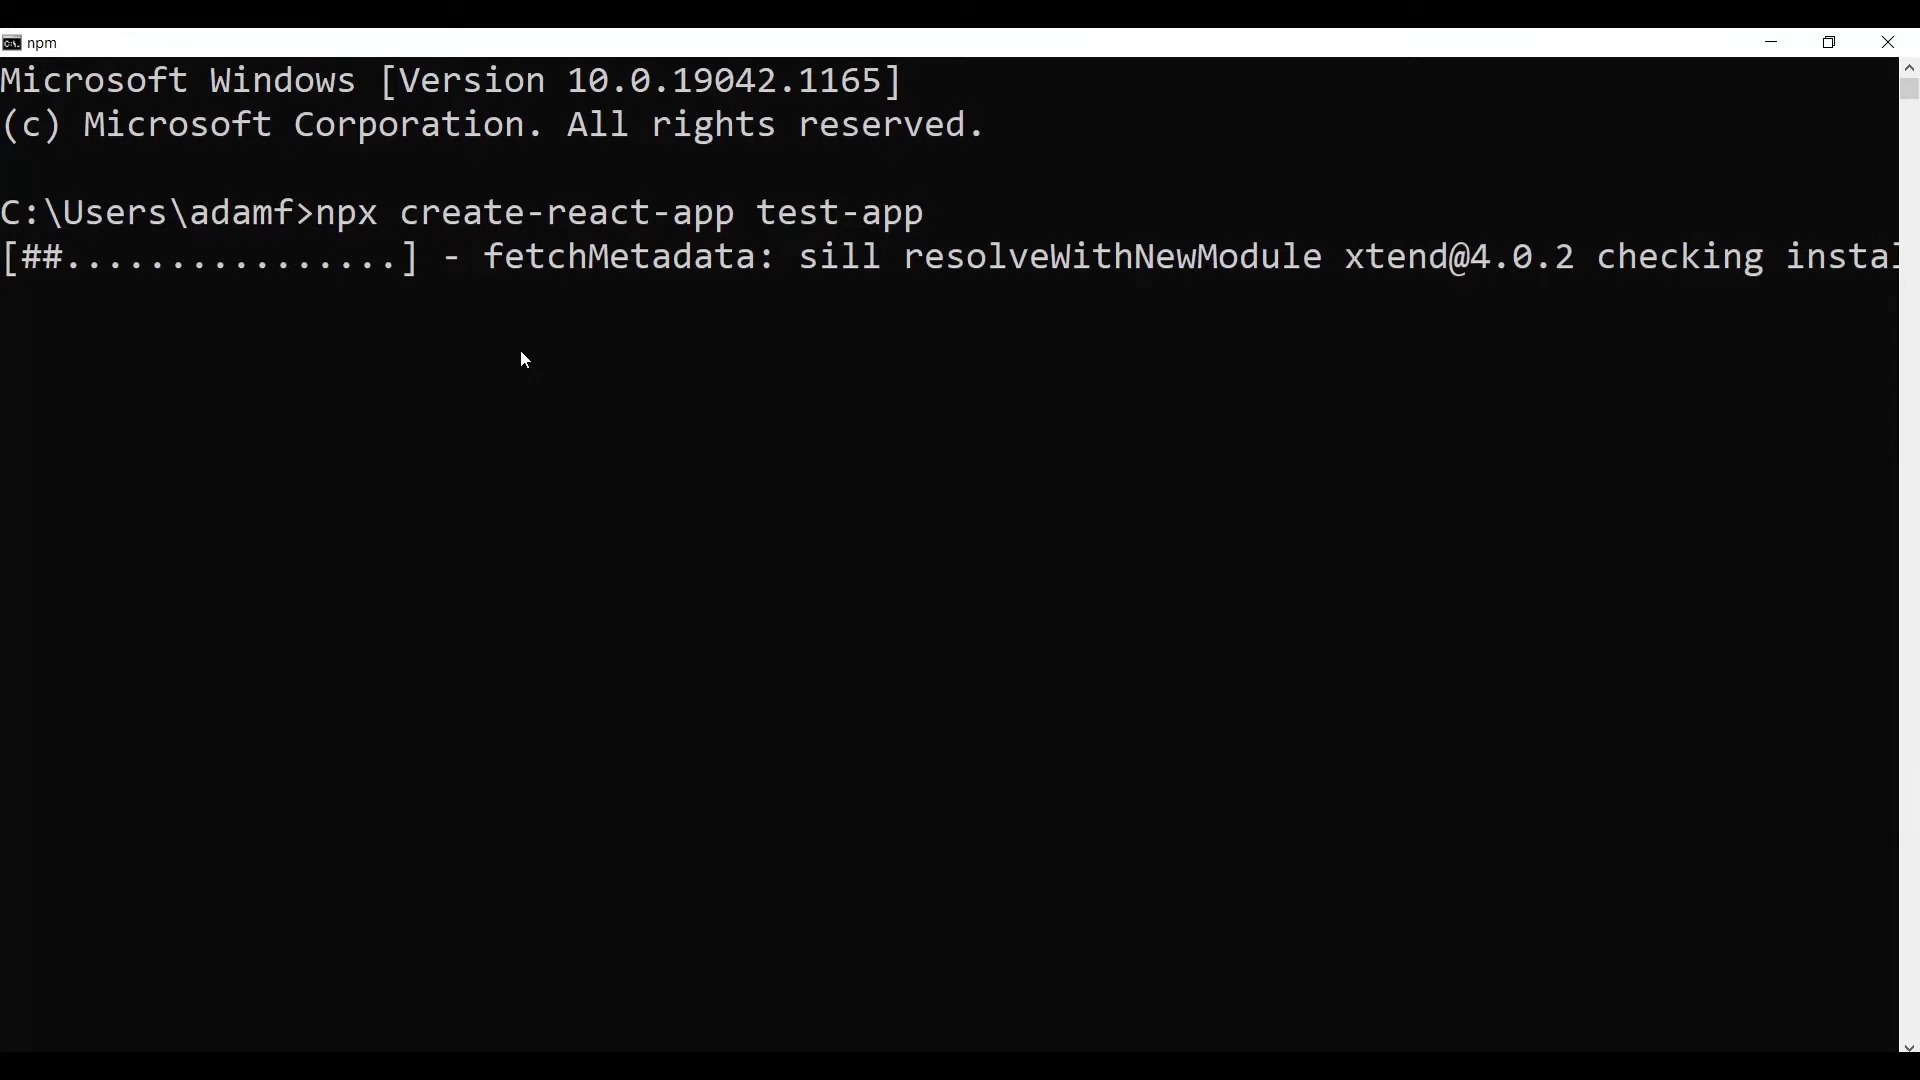 npm
Microsoft Windows [Version 10.0.19042.1165]
(c) Microsoft Corporation. All rights reserved.
C:\Users\adamf>npx create-react-app test-app
[##................] - fetchMetadata: sill resolveWithNewModule xtend@4.0.2 checking instal